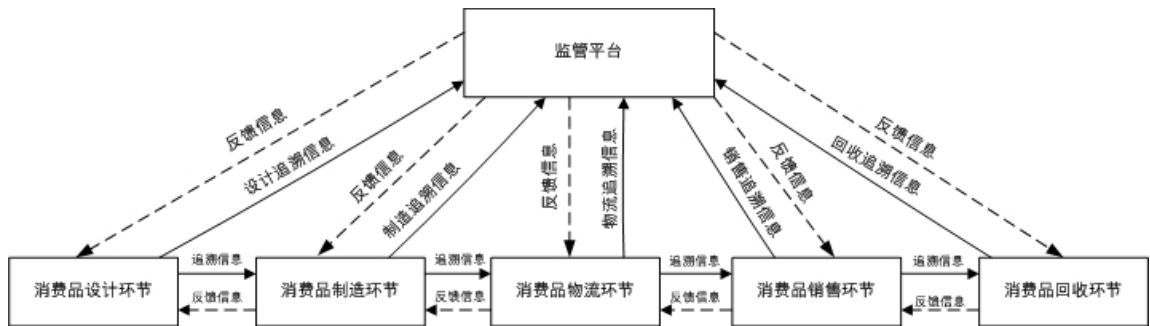 监管平台
反馈信息
设计追溯信息
反馈信息
制造追溯信息
反馈信息
物流追溯信息
销售追溯信息
反馈信息
回收追溯信息
反馈信息
消费品设计环节
追溯信息
反馈信息
消费品制造环节
追溯信息
反馈信息
消费品物流环节
追溯信息
反馈信息
消费品销售环节
追溯信息
反馈信息
消费品回收环节